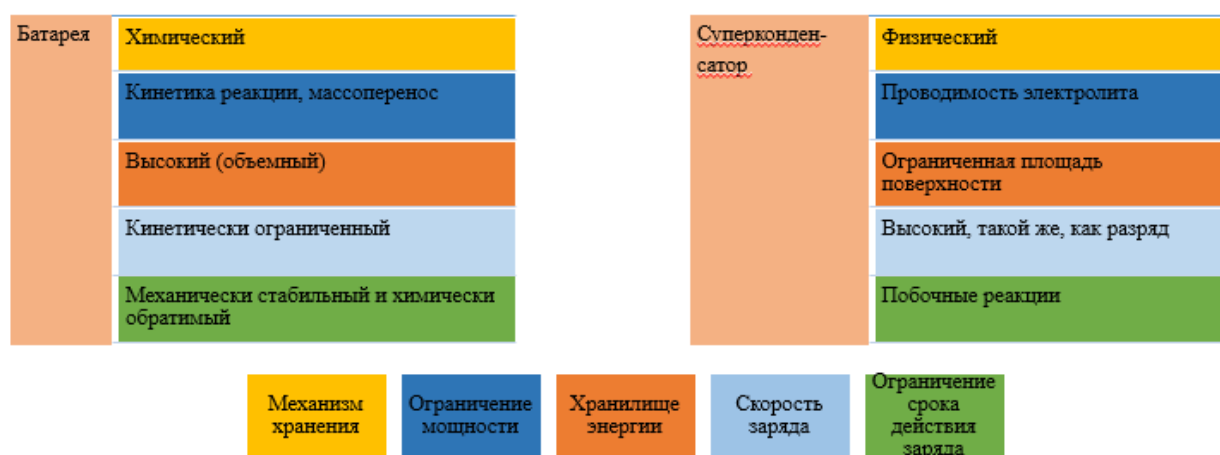 Батарея
Химический
Кинетика реакции, массоперенос
Высокий (объемный)
Кинетически ограниченный
Механически стабильный и химически
обратимый
Суперконден-
сатор
Физический
Проводимость электролита
Ограниченная площадь
поверхности
Высокий, такой же, как разряд
Побочные реакции
Механизм
хранения
Ограничение
мощности
Хранилище
энергии
Скорость
заряда
Ограничение
срока
действия
заряда